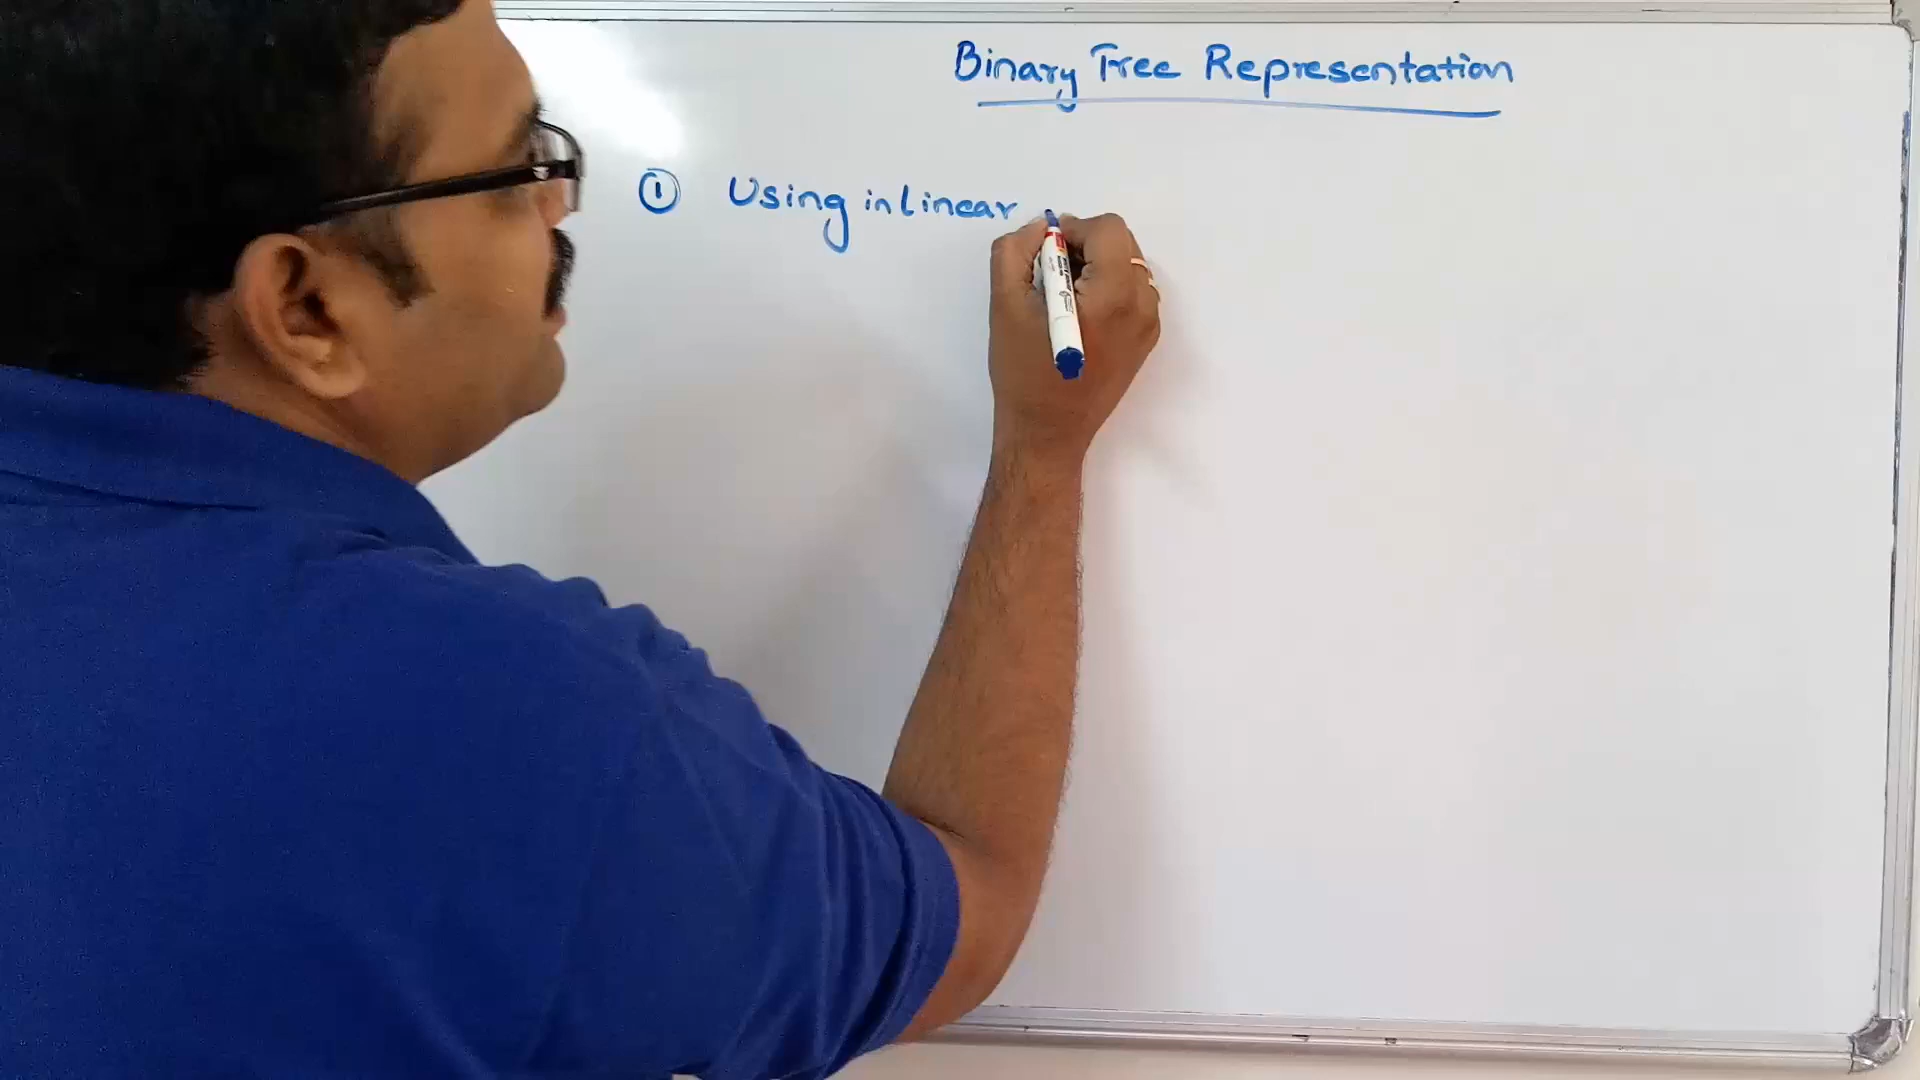 Binary Tree Representation
① Using in linear